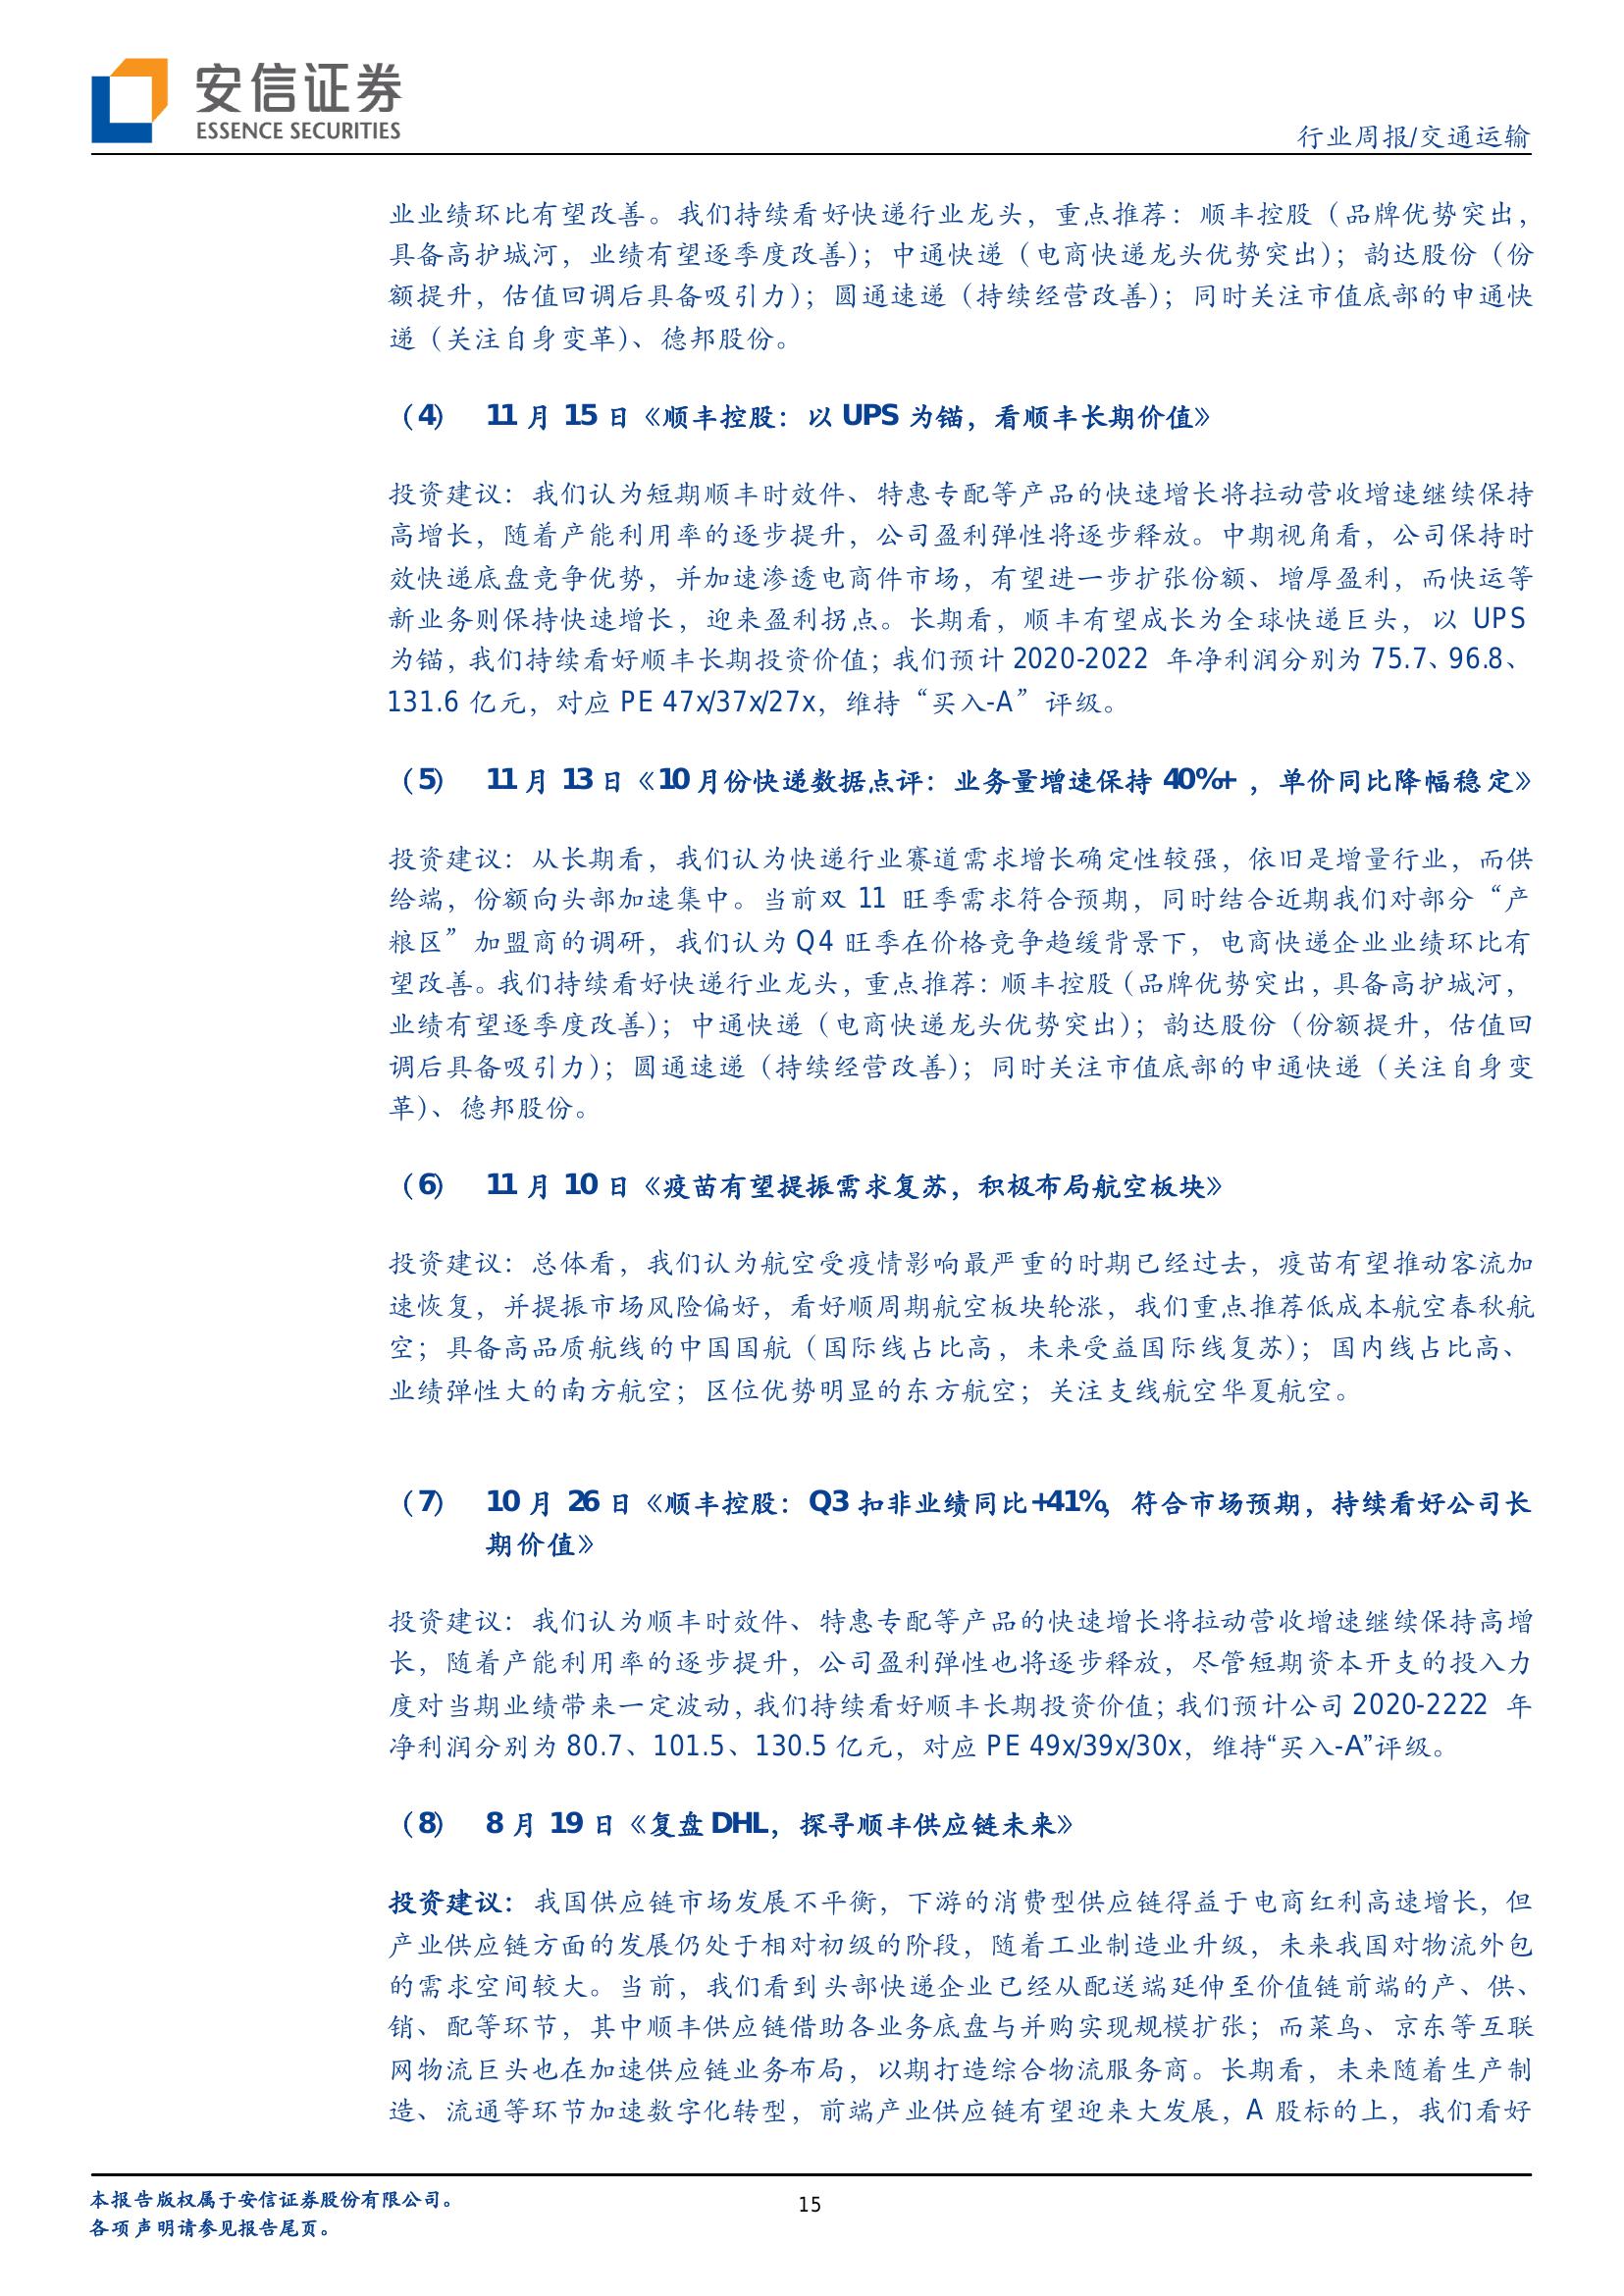 安信证券
ESSENCE SECURITIES
行业周报/交通运输
业业绩环比有望改善。我们持续看好快递行业龙头，重点推荐：顺丰控股（品牌优势突出，
具备高护城河，业绩有望逐季度改善）；中通快递（电商快递龙头优势突出）；韵达股份（份
额提升，估值回调后具备吸引力）；圆通速递（持续经营改善）；同时关注市值底部的申通快
递（关注自身变革）、德邦股份。
（4） 11 月 15 日《顺丰控股：以 UPS 为锚，看顺丰长期价值》
投资建议：我们认为短期顺丰时效件、特惠专配等产品的快速增长将拉动营收增速继续保持
高增长，随着产能利用率的逐步提升，公司盈利弹性将逐步释放。中期视角看，公司保持时
效快递底盘竞争优势，并加速渗透电商件市场，有望进一步扩张份额、增厚盈利，而快运等
新业务则保持快速增长，迎来盈利拐点。长期看，顺丰有望成长为全球快递巨头，以 UPS
为锚，我们持续看好顺丰长期投资价值；我们预计 2020-2022 年净利润分别为 75.7、96.8、
131.6 亿元，对应 PE 47x/37x/27x，维持“买入-A”评级。
（5） 11 月 13 日《10 月份快递数据点评：业务量增速保持 40%+，单价同比降幅稳定》
投资建议：从长期看，我们认为快递行业赛道需求增长确定性较强，依旧是增量行业，而供
给端，份额向头部加速集中。当前双 11 旺季需求符合预期，同时结合近期我们对部分“产
粮区”加盟商的调研，我们认为 Q4 旺季在价格竞争趋缓背景下，电商快递企业业绩环比有
望改善。我们持续看好快递行业龙头，重点推荐：顺丰控股（品牌优势突出，具备高护城河，
业绩有望逐季度改善）；中通快递（电商快递龙头优势突出）；韵达股份（份额提升，估值回
调后具备吸引力）；圆通速递（持续经营改善）；同时关注市值底部的申通快递（关注自身变
革）、德邦股份。
（6） 11 月 10 日《疫苗有望提振需求复苏，积极布局航空板块》
投资建议：总体看，我们认为航空受疫情影响最严重的时期已经过去，疫苗有望推动客流加
速恢复，并提振市场风险偏好，看好顺周期航空板块轮涨，我们重点推荐低成本航空春秋航
空；具备高品质航线的中国国航（国际线占比高，未来受益国际线复苏）；国内线占比高、
业绩弹性大的南方航空；区位优势明显的东方航空；关注支线航空华夏航空。
（7） 10 月 26 日《顺丰控股：Q3 扣非业绩同比+41%，符合市场预期，持续看好公司长
期价值》
投资建议：我们认为顺丰时效件、特惠专配等产品的快速增长将拉动营收增速继续保持高增
长，随着产能利用率的逐步提升，公司盈利弹性也将逐步释放，尽管短期资本开支的投入力
度对当期业绩带来一定波动，我们持续看好顺丰长期投资价值；我们预计公司 2020-2222 年
净利润分别为 80.7、101.5、130.5 亿元，对应 PE 49x/39x/30x，维持“买入-A”评级。
（8） 8 月 19 日《复盘 DHL，探寻顺丰供应链未来》
投资建议：我国供应链市场发展不平衡，下游的消费型供应链得益于电商红利高速增长，但
产业供应链方面的发展仍处于相对初级的阶段，随着工业制造业升级，未来我国对物流外包
的需求空间较大。当前，我们看到头部快递企业已经从配送端延伸至价值链前端的产、供、
销、配等环节，其中顺丰供应链借助各业务底盘与并购实现规模扩张；而菜鸟、京东等互联
网物流巨头也在加速供应链业务布局，以期打造综合物流服务商。长期看，未来随着生产制
造、流通等环节加速数字化转型，前端产业供应链有望迎来大发展，A 股标的上，我们看好
本报告版权属于安信证券股份有限公司。
15
各项声明请参见报告尾页。